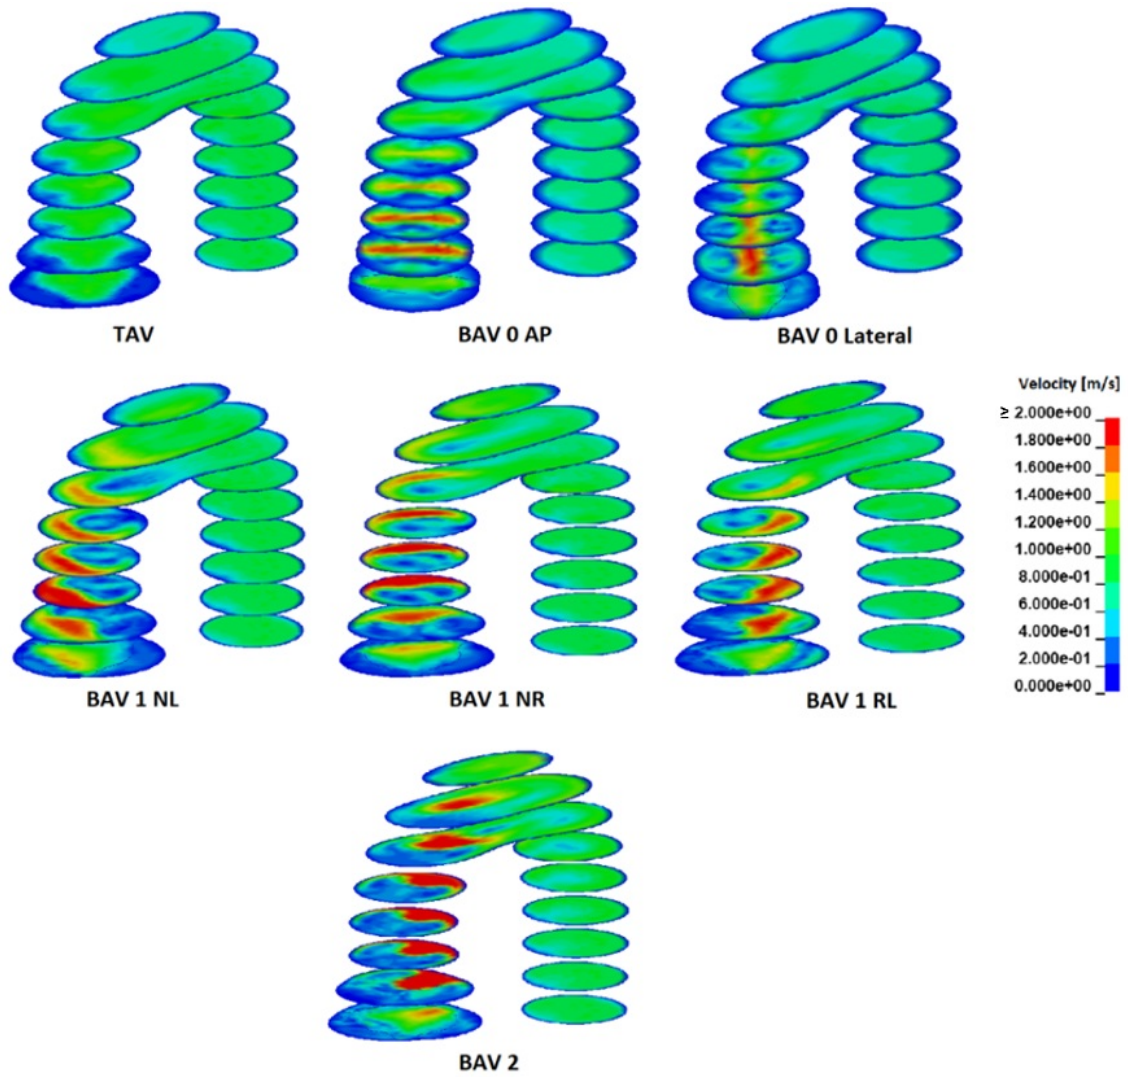 TAV
BAV 0 AP
BAV 0 Lateral
Velocity [m/s]
≥ 2.000e+00
1.800e+00
1.600e+00
1.400e+00
1.200e+00
1.000e+00
8.000e-01
6.000e-01
4.000e-01
2.000e-01
0.000e+00
BAV 1 NL
BAV 1 NR
BAV 1 RL
BAV 2